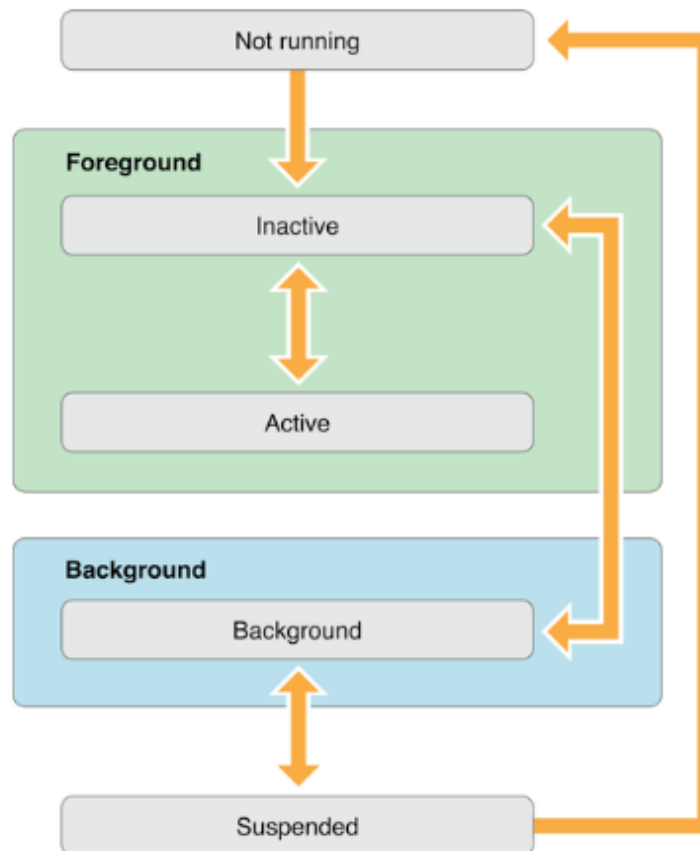 Not running
Foreground
Inactive
Active
Background
Background
Suspended